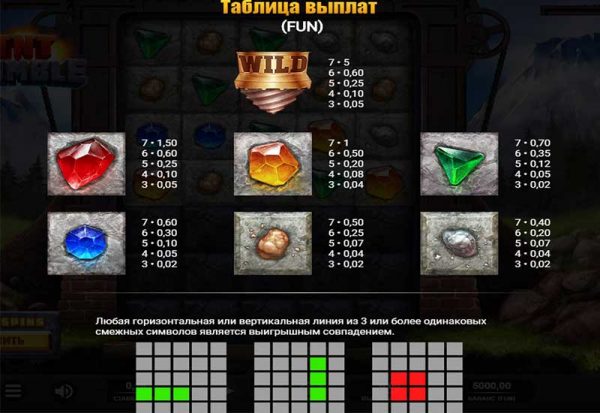 Таблица выплат
(FUN)
TNT
WILD
7 • 5
6 • 0,60
5 • 0,25
4 • 0,10
3 • 0,05
7 • 1,50
6 • 0,60
5 • 0,25
4 • 0,10
3 • 0,05
7 • 1
6 • 0,50
5 • 0,20
4 • 0,08
3 • 0,04
7 • 0,70
6 • 0,35
5 • 0,12
4 • 0,05
3 • 0,02
7 • 0,60
6 • 0,30
5 • 0,10
4 • 0,05
3 • 0,02
7 • 0,50
6 • 0,25
5 • 0,07
4 • 0,04
3 • 0,02
7 • 0,40
6 • 0,20
5 • 0,07
4 • 0,04
3 • 0,02
Любая горизонтальная или вертикальная линия из 3 или более одинаковых
смежных символов является выигрышным совпадением.
5000,00
БАЛАНС (FUN)